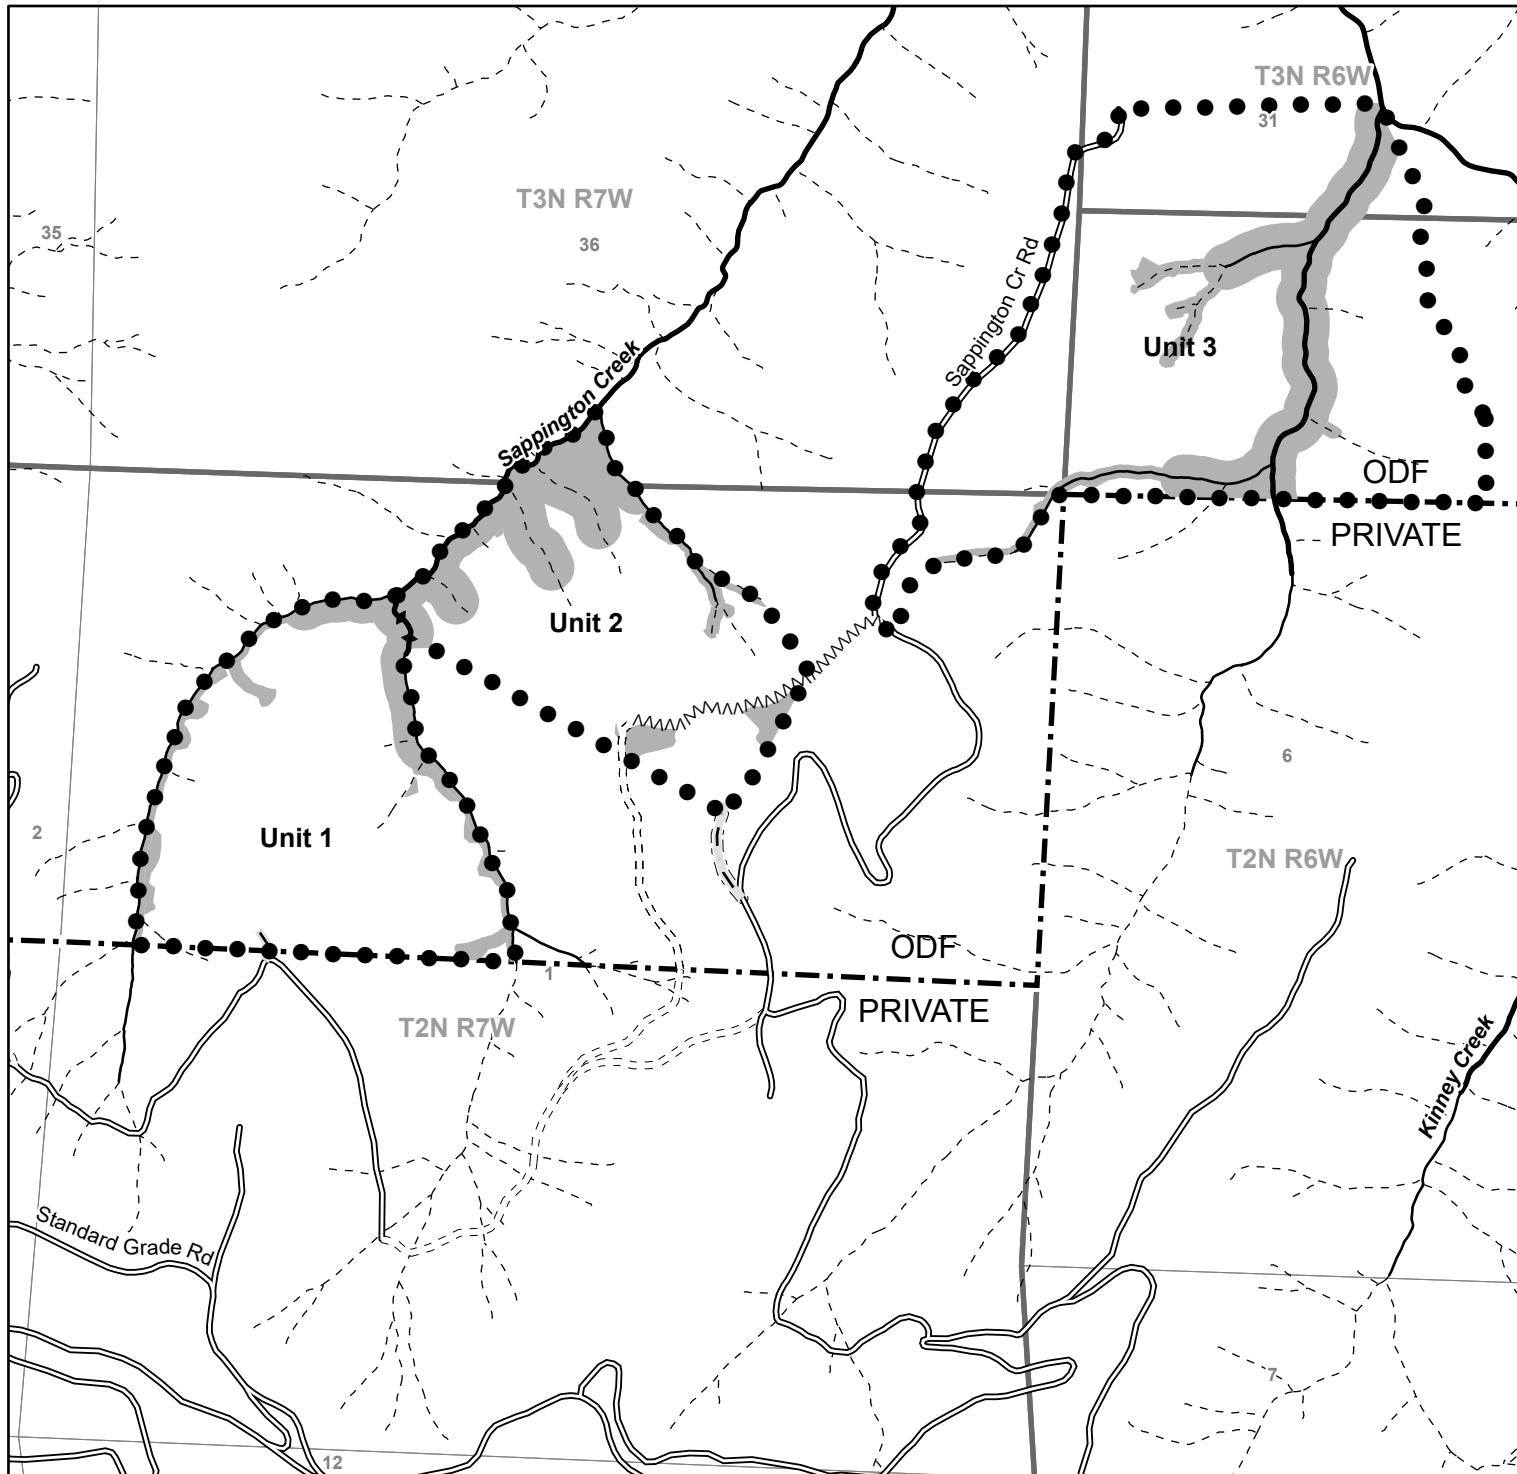 T3N R6W
31
T3N R7W
35
36
Sappington Cr Rd
Unit 3
Sappington Creek
ODF
PRIVATE
Unit 2
6
2
Unit 1
T2N R6W
ODF
1
PRIVATE
T2N R7W
Kinney Creek
Standard Grade Rd
7
12